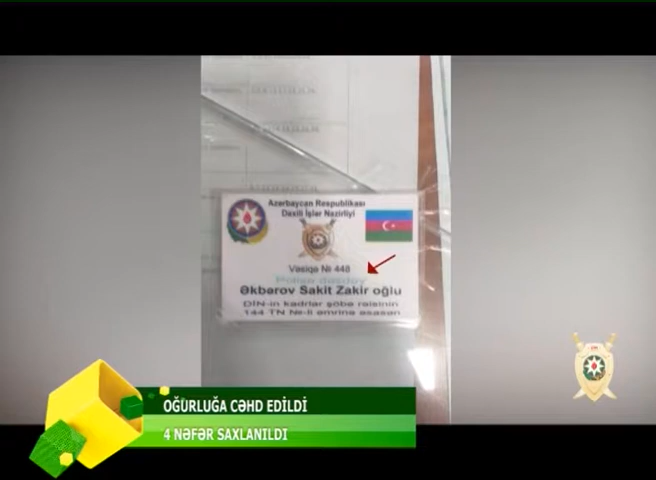 Azərbaycan Respublikası
Daxili İşlər Nazirliyi
Vəsiqə № 448
Əkbərov Sakit Zakir oğlu
DİN-in kadrlar şöbə rəisinin
144 TN №-li əmrinə əsasən
OĞURLUĞA CƏHD EDİLDİ
4 NƏFƏR SAXLANILDI